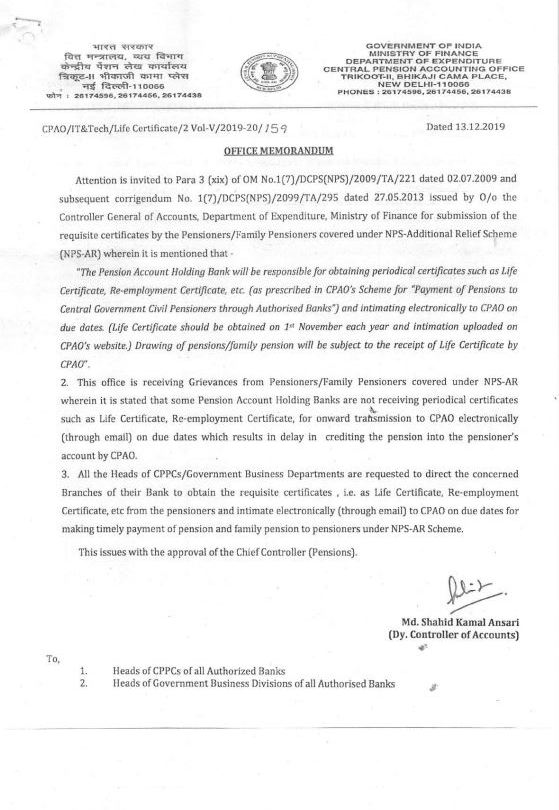 भारत सरकार
वित्त मन्त्रालय, व्यय विभाग
केन्द्रीय पेंशन लेखा कार्यालय
त्रिकूट-II भीकाजी कामा प्लेस
नई दिल्ली-110066
फोन : 26174596, 26174456, 26174438
GOVERNMENT OF INDIA
MINISTRY OF FINANCE
DEPARTMENT OF EXPENDITURE
CENTRAL PENSION ACCOUNTING OFFICE
TRIKOOT-II, BHIKAJI CAMA PLACE,
NEW DELHI-110066
PHONES : 26174596, 26174456, 26174438
CPAO/IT&Tech/Life Certificate/2 Vol-V/2019-20/159
Dated 13.12.2019
OFFICE MEMORANDUM
Attention is invited to Para 3 (xix) of OM No.1(7)/DCPS(NPS)/2009/TA/221 dated 02.07.2009 and
subsequent corrigendum No. 1(7)/DCPS(NPS)/2099/TA/295 dated 27.05.2013 issued by O/o the
Controller General of Accounts, Department of Expenditure, Ministry of Finance for submission of the
requisite certificates by the Pensioners/Family Pensioners covered under NPS-Additional Relief Scheme
(NPS-AR) wherein it is mentioned that -
"The Pension Account Holding Bank will be responsible for obtaining periodical certificates such as Life
Certificate, Re-employment Certificate, etc. (as prescribed in CPAO's Scheme for "Payment of Pensions to
Central Government Civil Pensioners through Authorised Banks") and intimating electronically to CPAO on
due dates. (Life Certificate should be obtained on 1st November each year and intimation uploaded on
CPAO's website.) Drawing of pensions/family pension will be subject to the receipt of Life Certificate by
CPAO".
2. This office is receiving Grievances from Pensioners/Family Pensioners covered under NPS-AR
wherein it is stated that some Pension Account Holding Banks are not receiving periodical certificates
such as Life Certificate, Re-employment Certificate, for onward transmission to CPAO electronically
(through email) on due dates which results in delay in crediting the pension into the pensioner's
account by CPAO.
3. All the Heads of CPPCs/Government Business Departments are requested to direct the concerned
Branches of their Bank to obtain the requisite certificates , i.e. as Life Certificate, Re-employment
Certificate, etc from the pensioners and intimate electronically (through email) to CPAO on due dates for
making timely payment of pension and family pension to pensioners under NPS-AR Scheme.
This issues with the approval of the Chief Controller (Pensions).
Md. Shahid Kamal Ansari
(Dy. Controller of Accounts)
To,
1. Heads of CPPCs of all Authorized Banks
2. Heads of Government Business Divisions of all Authorised Banks